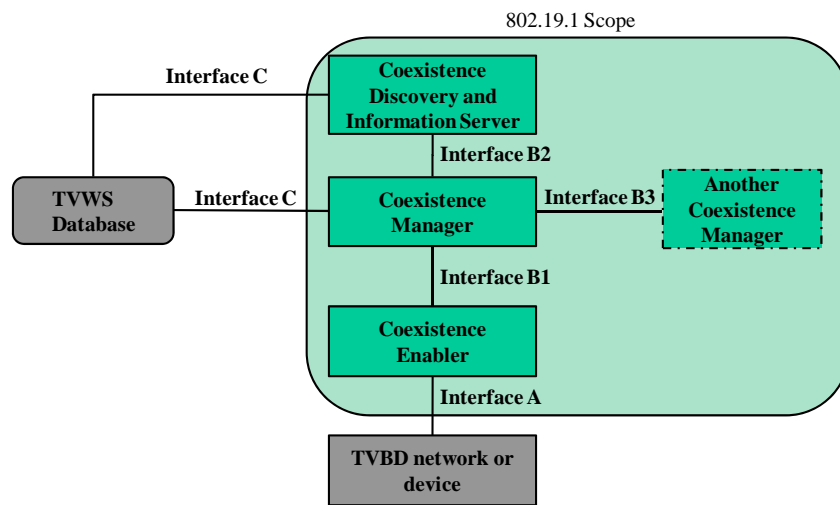 802.19.1 Scope
Interface C
Coexistence
Discovery and
Information Server
Interface B2
TVWS
Database
Interface C
Coexistence
Manager
Interface B3
Another
Coexistence
Manager
Interface B1
Coexistence
Enabler
Interface A
TVBD network or
device